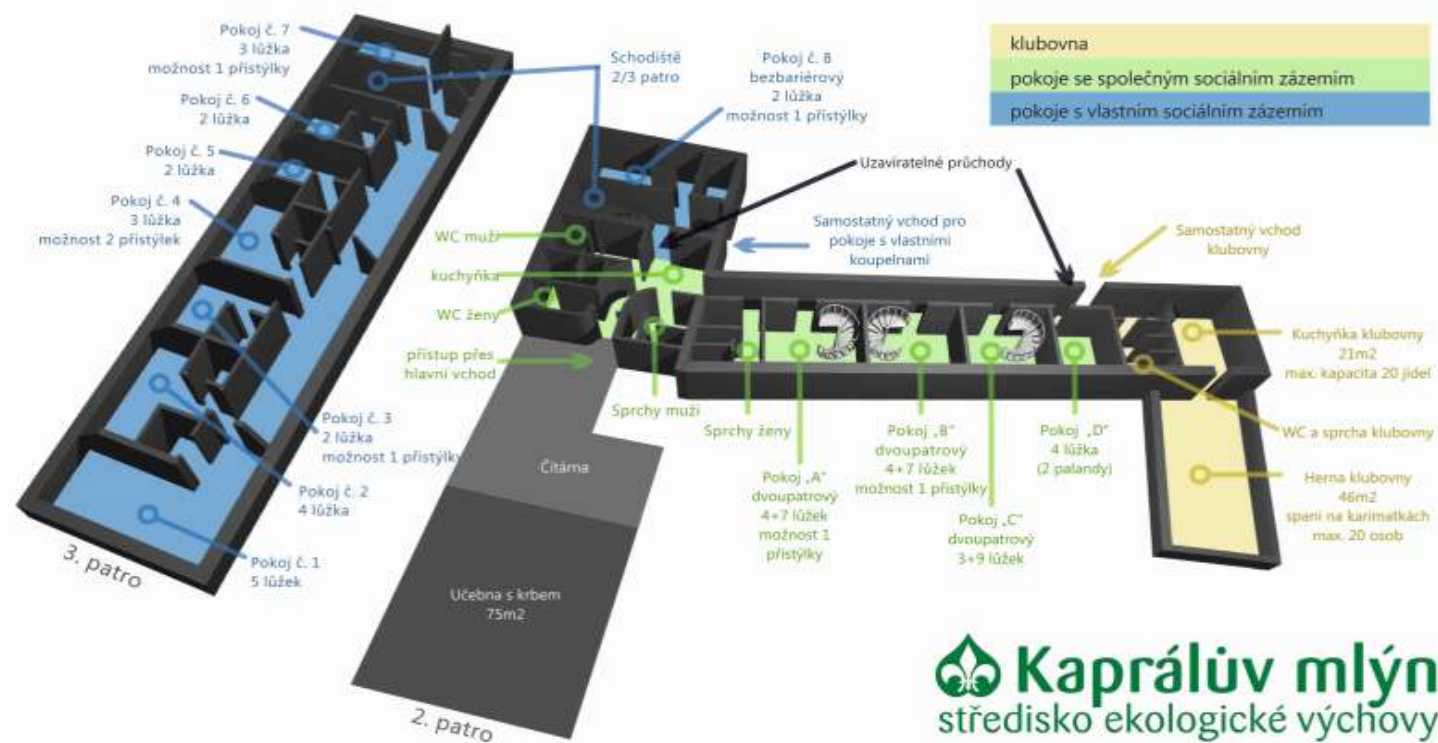 Pokoj č. 7
3 lůžka
možnost 1 přistýlky
Pokoj č. 6
2 lůžka
Pokoj č. 5
2 lůžka
Pokoj č. 4
3 lůžka
možnost 2 přistýlek
Schodiště
2/3 patro
Pokoj č. 8
bezbariérový
2 lůžka
možnost 1 přistýlky
klubovna
pokoje se společným sociálním zázemím
pokoje s vlastním sociálním zázemím
Uzavíratelné průchody
Samostatný vchod pro
pokoje s vlastními
koupelnami
Samostatný vchod
klubovny
WC muži
kuchyňka
WC ženy
přístup přes
hlavní vchod
Sprchy muži
Sprchy ženy
Pokoj „A"
dvoupatrový
4+7 lůžek
možnost 1
přistýlky
Pokoj „B"
dvoupatrový
4+7 lůžek
možnost 1 přistýlky
Pokoj „C"
dvoupatrový
3+9 lůžek
Pokoj „D"
4 lůžka
(2 palandy)
Kuchyňka klubovny
21m2
max. kapacita 20 jídel
WC a sprcha klubovny
Herna klubovny
46m2
spaní na karimatkách
max. 20 osob
Pokoj č. 3
2 lůžka
možnost 1 přistýlky
Pokoj č. 2
4 lůžka
Pokoj č. 1
5 lůžek
3. patro
Čítárna
Učebna s krbem
75m2
2. patro
Kaprálův mlýn
středisko ekologické výchovy